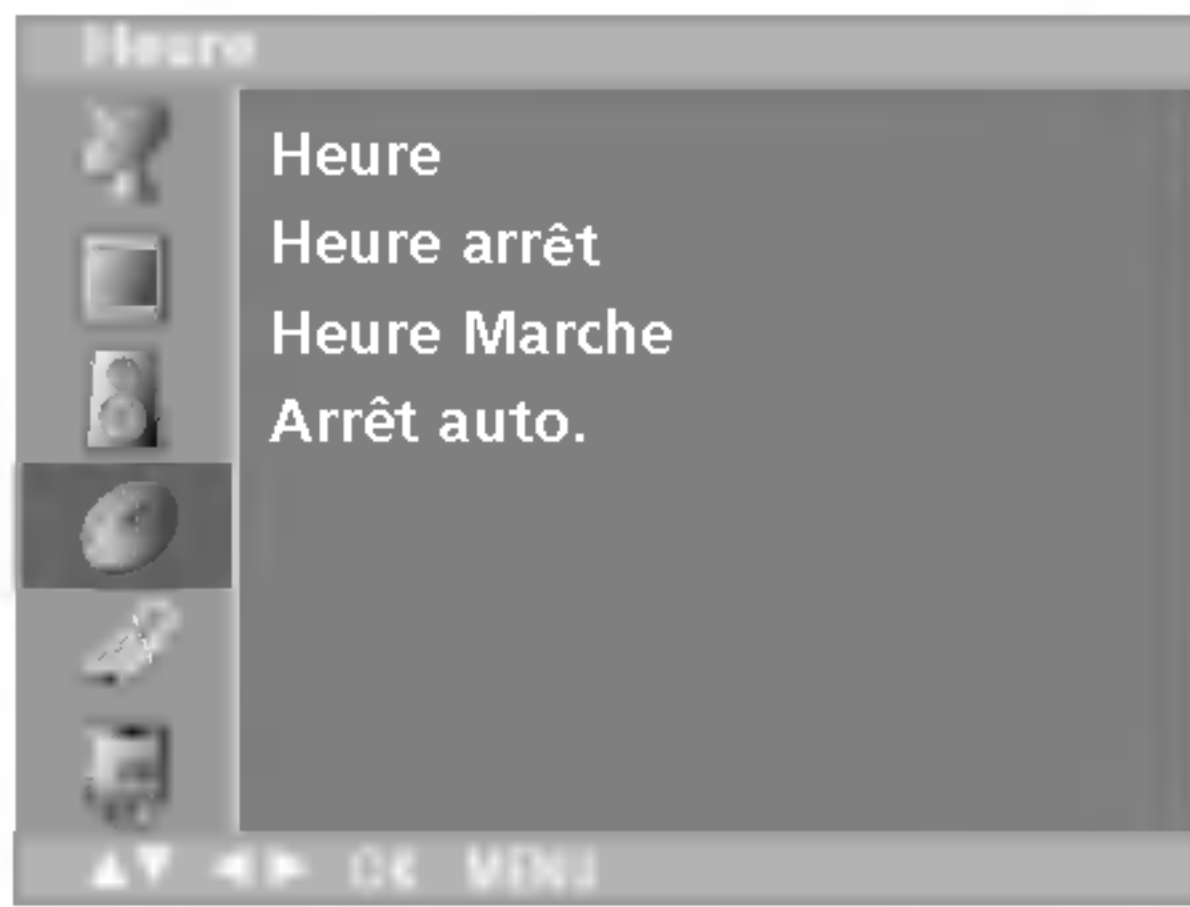 Heure
Heure
Heure arrêt
Heure Marche
Arrêt auto.
▲▼ ◀▶ OK MENU